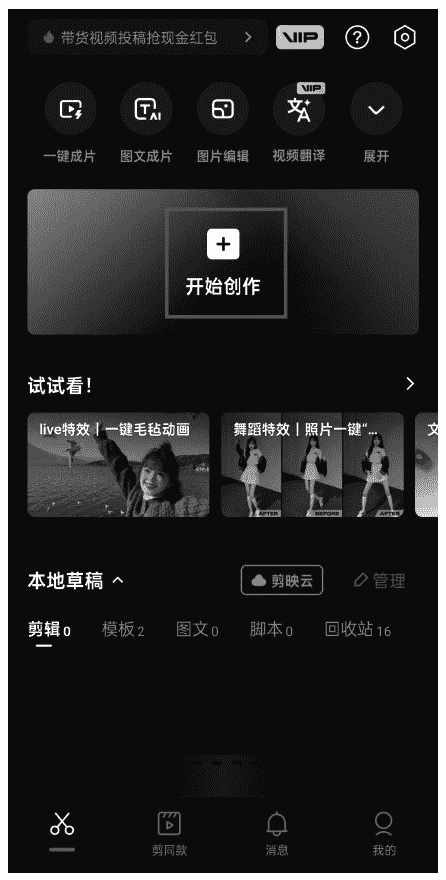 带货视频投稿抢现金红包
VIP
VIP
一键成片
图文成片
图片编辑
视频翻译
展开
开始创作
试试看！
live特效丨一键毛毡动画
舞蹈特效丨照片一键“...
文
AFTER
BEFORE
AFTER
本地草稿
剪映云
管理
剪辑 0
模板 2
图文 0
脚本 0
回收站 16
剪同款
消息
我的